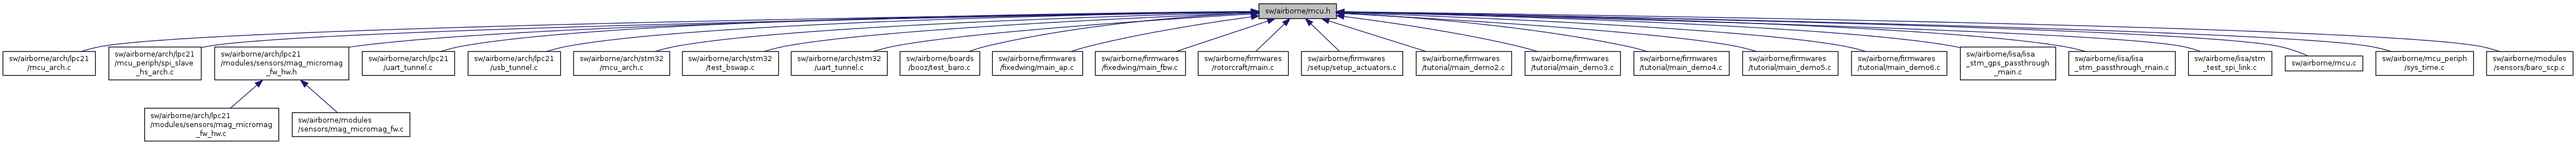 sw/airborne/mcu.h
sw/airborne/arch/lpc21
/mcu_arch.c
sw/airborne/arch/lpc21
/mcu_periph/spi_slave
_hs_arch.c
sw/airborne/arch/lpc21
/modules/sensors/mag_micromag
_fw_hw.h
sw/airborne/arch/lpc21
/uart_tunnel.c
sw/airborne/arch/lpc21
/usb_tunnel.c
sw/airborne/arch/stm32
/mcu_arch.c
sw/airborne/arch/stm32
/test_bswap.c
sw/airborne/arch/stm32
/uart_tunnel.c
sw/airborne/boards
/booz/test_baro.c
sw/airborne/firmwares
/fixedwing/main_ap.c
sw/airborne/firmwares
/fixedwing/main_fbw.c
sw/airborne/firmwares
/rotorcraft/main.c
sw/airborne/firmwares
/setup/setup_actuators.c
sw/airborne/firmwares
/tutorial/main_demo2.c
sw/airborne/firmwares
/tutorial/main_demo3.c
sw/airborne/firmwares
/tutorial/main_demo4.c
sw/airborne/firmwares
/tutorial/main_demo5.c
sw/airborne/firmwares
/tutorial/main_demo6.c
sw/airborne/lisa/lisa
_stm_gps_passthrough
_main.c
sw/airborne/lisa/lisa
_stm_passthrough_main.c
sw/airborne/lisa/stm
_test_spi_link.c
sw/airborne/mcu.c
sw/airborne/mcu_periph
/sys_time.c
sw/airborne/modules
/sensors/baro_scp.c
sw/airborne/arch/lpc21
/modules/sensors/mag_micromag
_fw_hw.c
sw/airborne/modules
/sensors/mag_micromag_fw.c